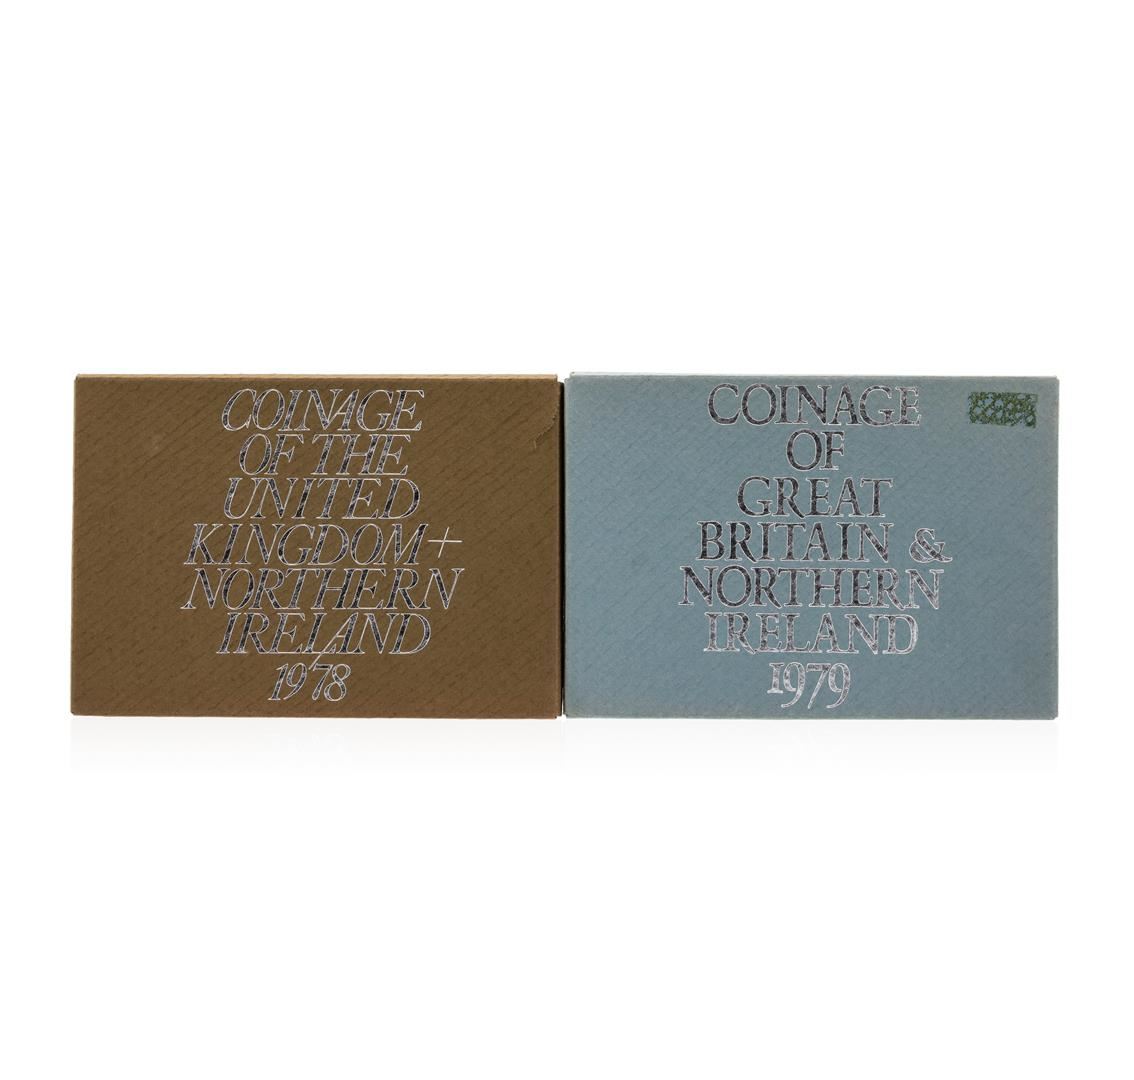 COINAGE
OF THE
UNITED
KINGDOM+
NORTHERN
IRELAND
1978
COINAGE
OF
GREAT
BRITAIN &
NORTHERN
IRELAND
1979